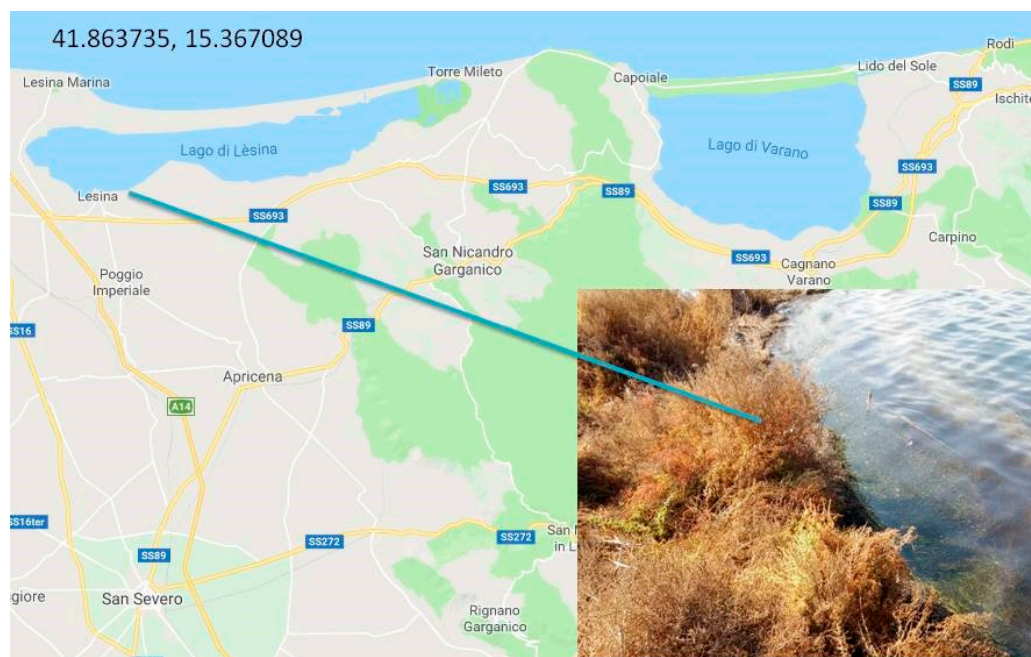 41.863735, 15.367089
Rodi
Lido del Sole
Lesina Marina
Torre Mileto
Capoiale
SS89
Ischit
Lago di Lèsina
Lago di Varano
SS693
Lesina
SS693
SS89
SS89
SS693
San Nicandro
Garganico
Carpino
SS693
Cagnano
Varano
Poggio
Imperiale
SS16
SS89
Apricena
A14
SS16ter
SS89
SS272
SS272
San
in L
giore
San Severo
Rignano
Garganico